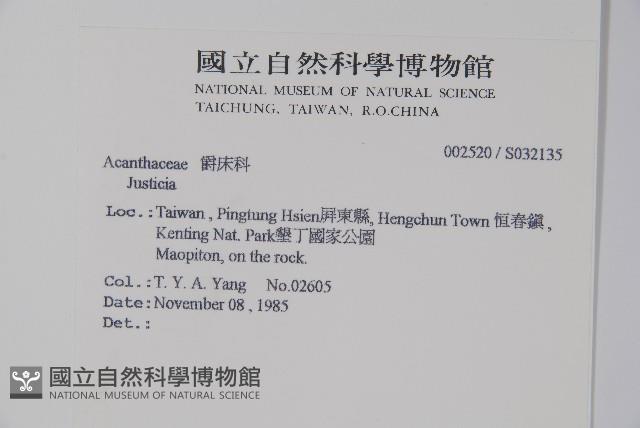 國立自然科學博物館
NATIONAL MUSEUM OF NATURAL SCIENCE
TAICHUNG, TAIWAN, R.O.CHINA
002520 / S032135
Acanthaceae 爵床科
Justicia
Loc.: Taiwan, Pingtung Hsien屏東縣, Hengchun Town 恒春鎭,
Kenting Nat. Park墾丁國家公園
Maopiton, on the rock.
Col.: T. Y. A. Yang No.02605
Date: November 08, 1985
Det.:
國立自然科學博物館
NATIONAL MUSEUM OF NATURAL SCIENCE